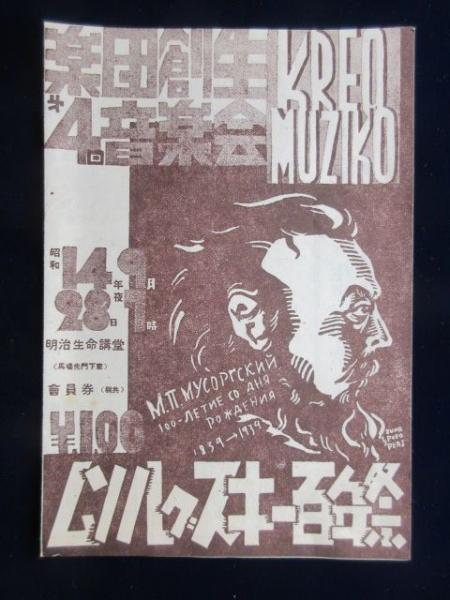 楽団創生
KREO
MUZIKO
第4回音楽会
昭和14年9月
28日夜7時
明治生命講堂
(馬場先門下車)
會員券(税共)
¥1.00
М.П.МУСОРГСКИЙ
100-ЛЕТИЕ СО ДНЯ
РОЖДЕНИЯ
1839→1939
ムソルグスキー百年祭